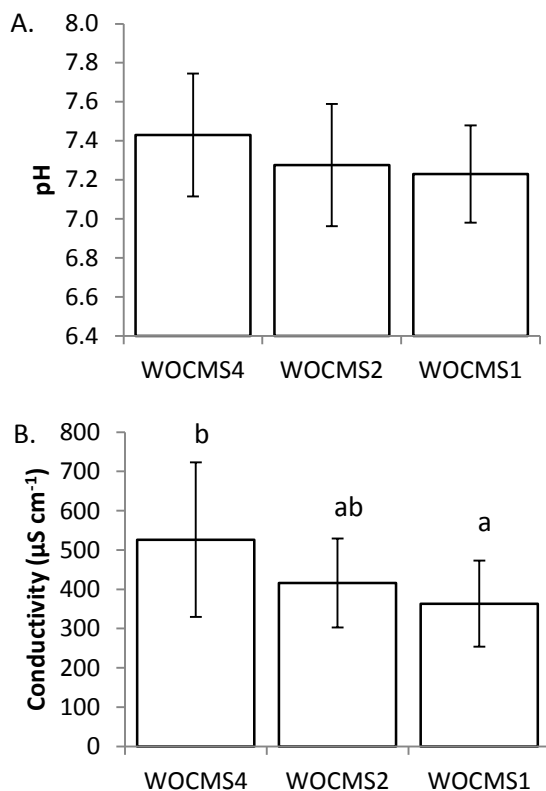 A.
8.0
7.8
7.6
7.4
7.2
7.0
6.8
6.6
6.4
pH
WOCMS4 WOCMS2 WOCMS1
B.
800
700
600
500
400
300
200
100
0
Conductivity (µS cm⁻¹)
b
ab
a
WOCMS4 WOCMS2 WOCMS1